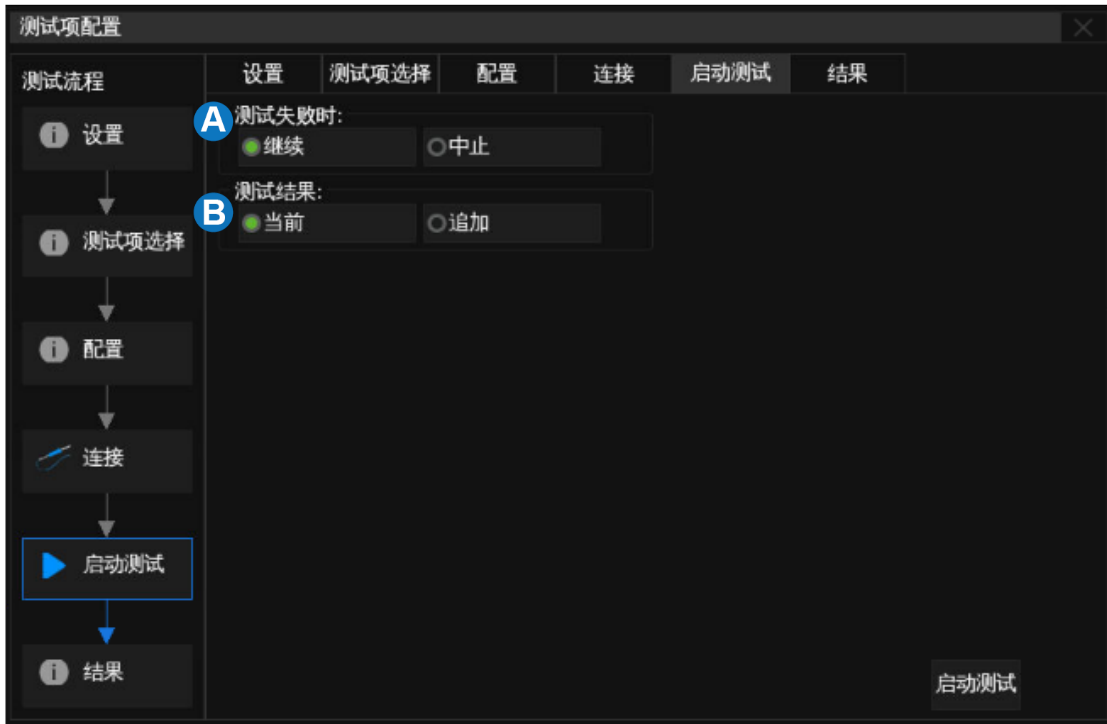 测试项配置
测试流程
设置 测试项选择 配置 连接 启动测试 结果
设置
测试项选择
配置
连接
启动测试
结果
A 测试失败时:
继续 中止
B 测试结果:
当前 追加
启动测试